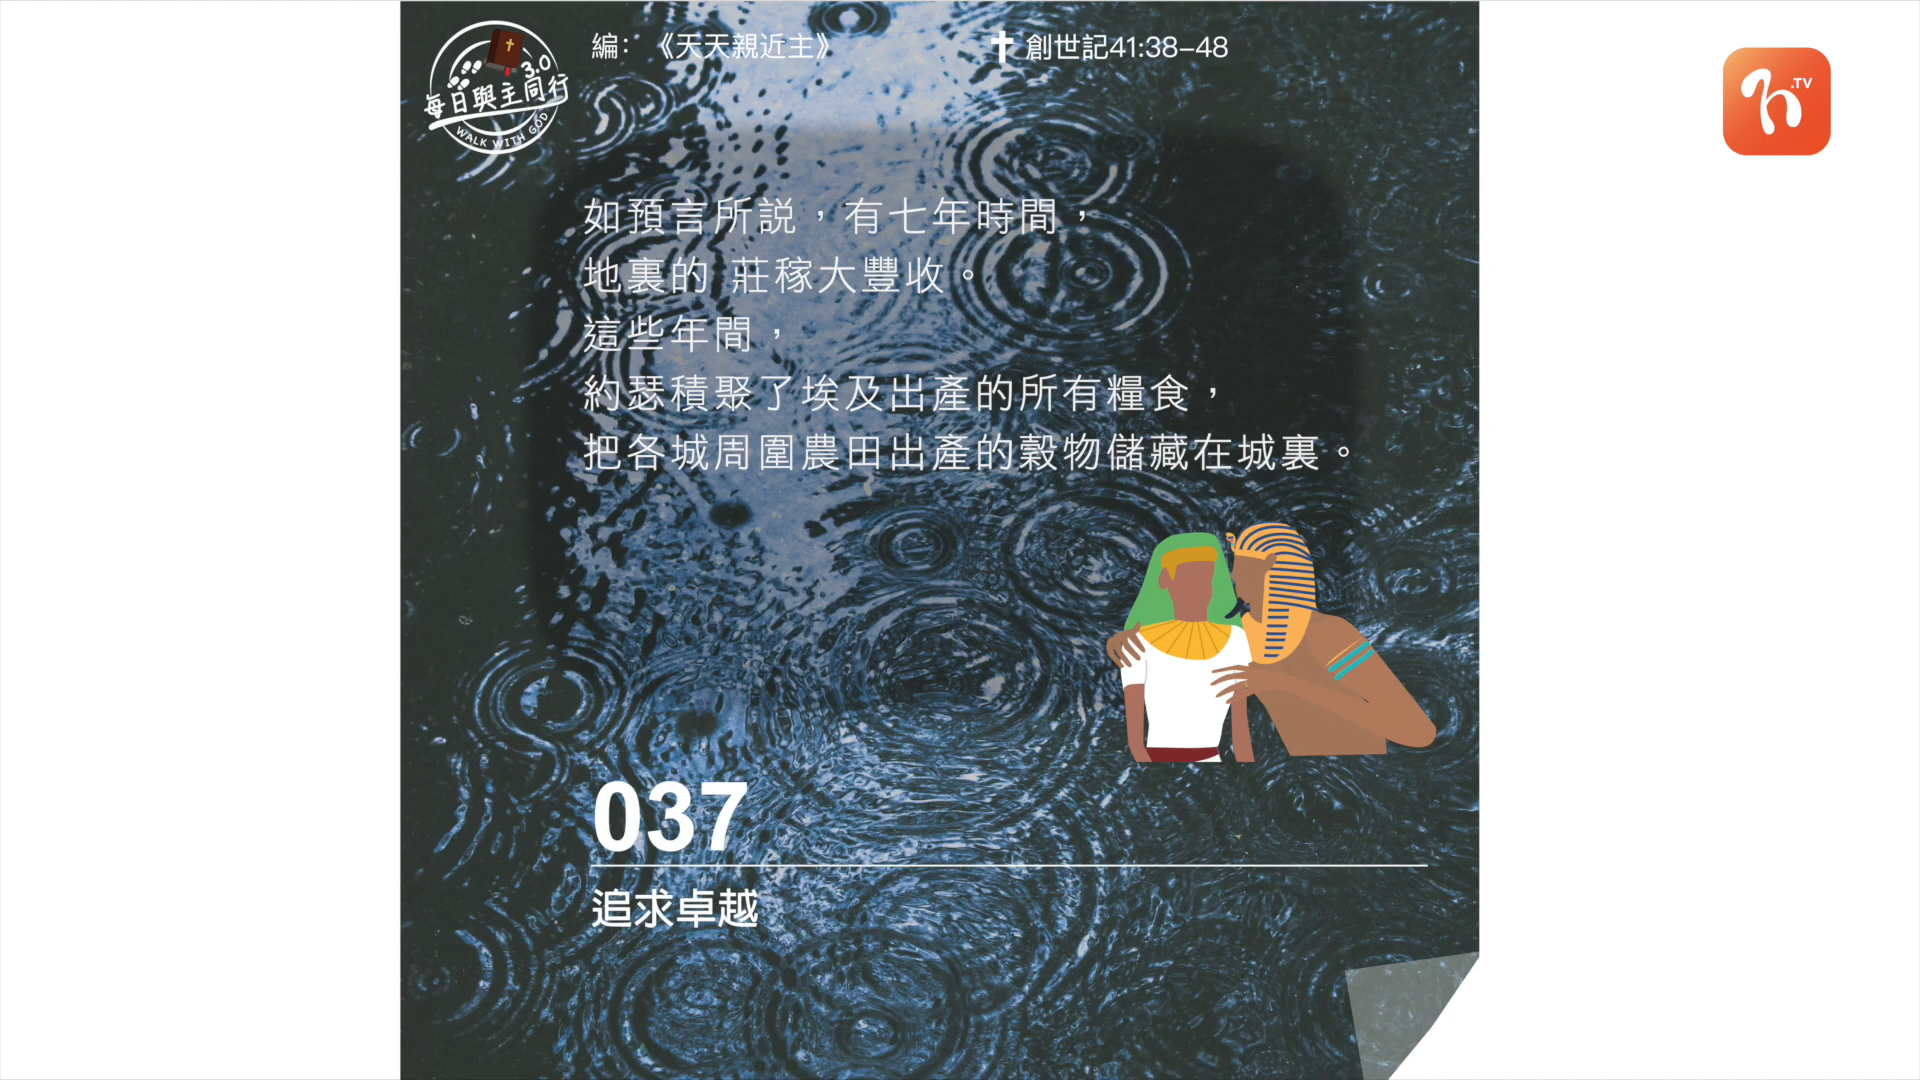 編：《天天親近主》
創世記41:38-48
3.0
每日與主同行
WALK WITH GOD
h.TV
如預言所説，有七年時間，
地裏的 莊稼大豐收。
這些年間，
約瑟積聚了埃及出產的所有糧食，
把各城周圍農田出產的穀物儲藏在城裏。
037
追求卓越